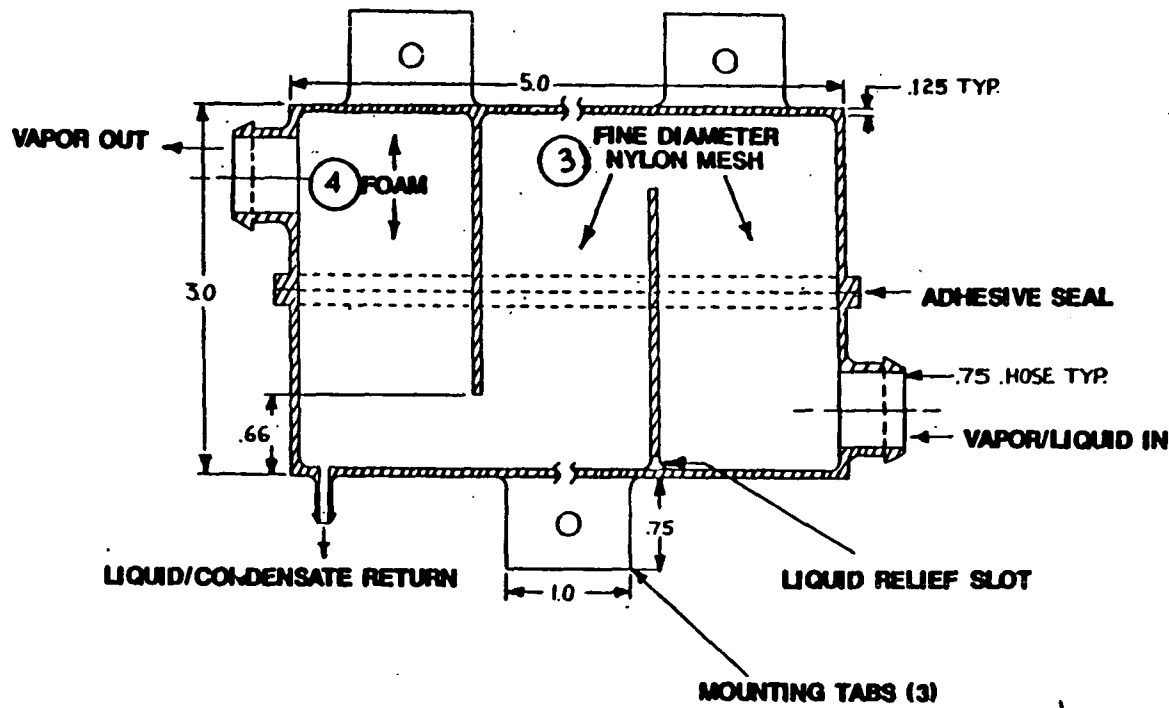 5.0
.125 TYP.
VAPOR OUT
3
FINE DIAMETER
NYLON MESH
4
FOAM
3.0
ADHESIVE SEAL
.75 .HOSE TYP.
.66
VAPOR/LIQUID IN
.75
LIQUID/CONDENSATE RETURN
LIQUID RELIEF SLOT
1.0
MOUNTING TABS (3)